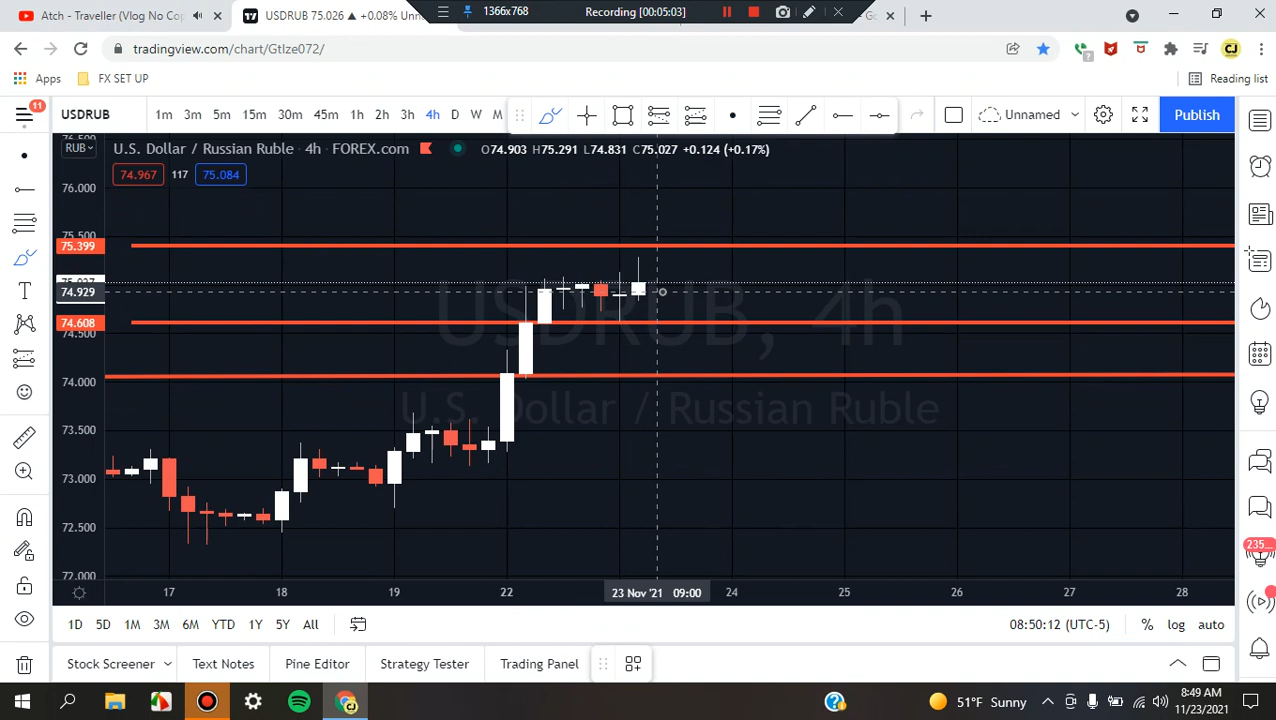 Atch - Traveller (Vlog No Cop
USDRUB 75.026 ▲ +0.08% Unn
1366x768
Recording [00:05:03]
tradingview.com/chart/GtIze072/
Apps
FX SET UP
Reading list
11
USDRUB
1m 3m 5m 15m 30m 45m 1h 2h 3h 4h D W M
Unnamed
Publish
RUB
U.S. Dollar / Russian Ruble · 4h · FOREX.com
O74.903 H75.291 L74.831 C75.027 +0.124 (+0.17%)
74.967 117 75.084
76.000
75.500
75.399
74.929
74.608
74.500
74.000
73.500
73.000
72.500
72.000
USDRUB, 4h
U.S. Dollar / Russian Ruble
17 18 19 22 23 Nov '21 09:00 24 25 26 27 28
235...
1D 5D 1M 3M 6M YTD 1Y 5Y All
08:50:12 (UTC-5)
% log auto
Stock Screener
Text Notes
Pine Editor
Strategy Tester
Trading Panel
51°F Sunny
8:49 AM
11/23/2021